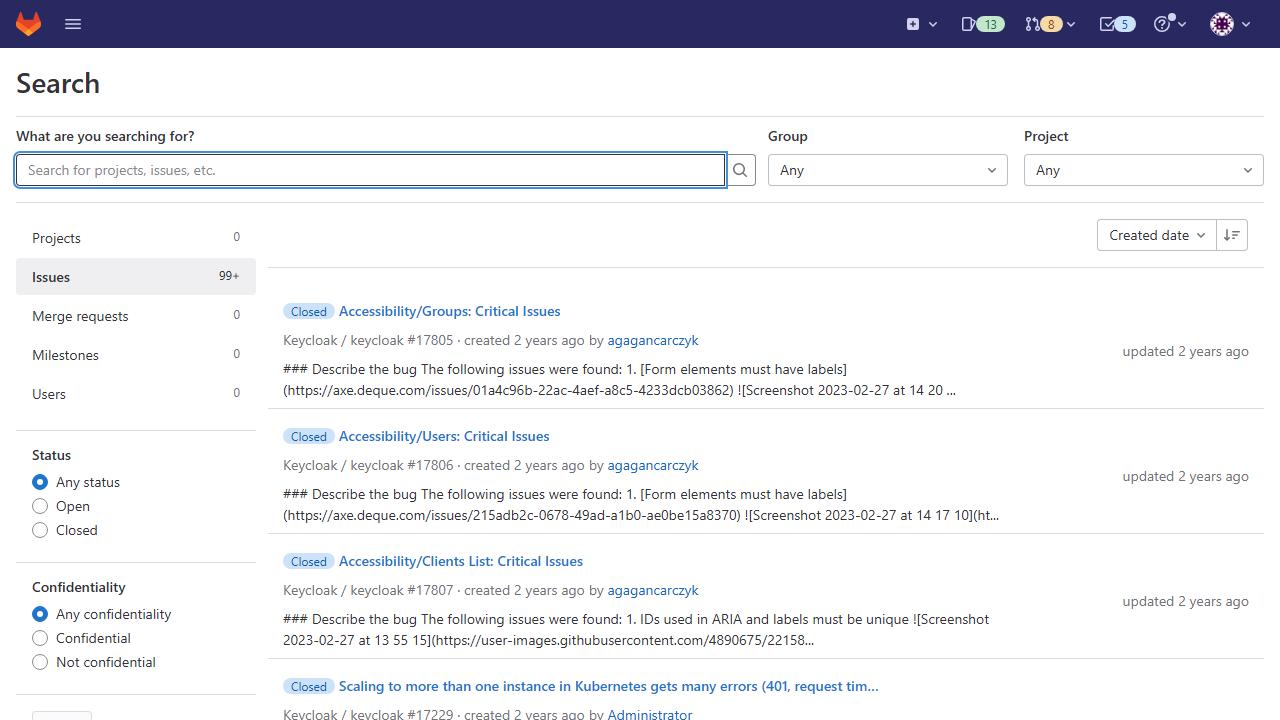 13
8
5
Search
What are you searching for?
Group
Project
Search for projects, issues, etc.
Any
Any
Projects 0
Issues 99+
Merge requests 0
Milestones 0
Users 0
Status
Any status
Open
Closed
Confidentiality
Any confidentiality
Confidential
Not confidential
Created date
Closed Accessibility/Groups: Critical Issues
Keycloak / keycloak #17805 · created 2 years ago by agagancarczyk
updated 2 years ago
### Describe the bug The following issues were found: 1. [Form elements must have labels]
(https://axe.deque.com/issues/01a4c96b-22ac-4aef-a8c5-4233dcb03862) ![Screenshot 2023-02-27 at 14 20 ...
Closed Accessibility/Users: Critical Issues
Keycloak / keycloak #17806 · created 2 years ago by agagancarczyk
updated 2 years ago
### Describe the bug The following issues were found: 1. [Form elements must have labels]
(https://axe.deque.com/issues/215adb2c-0678-49ad-a1b0-ae0be15a8370) ![Screenshot 2023-02-27 at 14 17 10](ht...
Closed Accessibility/Clients List: Critical Issues
Keycloak / keycloak #17807 · created 2 years ago by agagancarczyk
updated 2 years ago
### Describe the bug The following issues were found: 1. IDs used in ARIA and labels must be unique ![Screenshot
2023-02-27 at 13 55 15](https://user-images.githubusercontent.com/4890675/22158...
Closed Scaling to more than one instance in Kubernetes gets many errors (401, request tim...
Keycloak / keycloak #17229 · created 2 years ago by Administrator